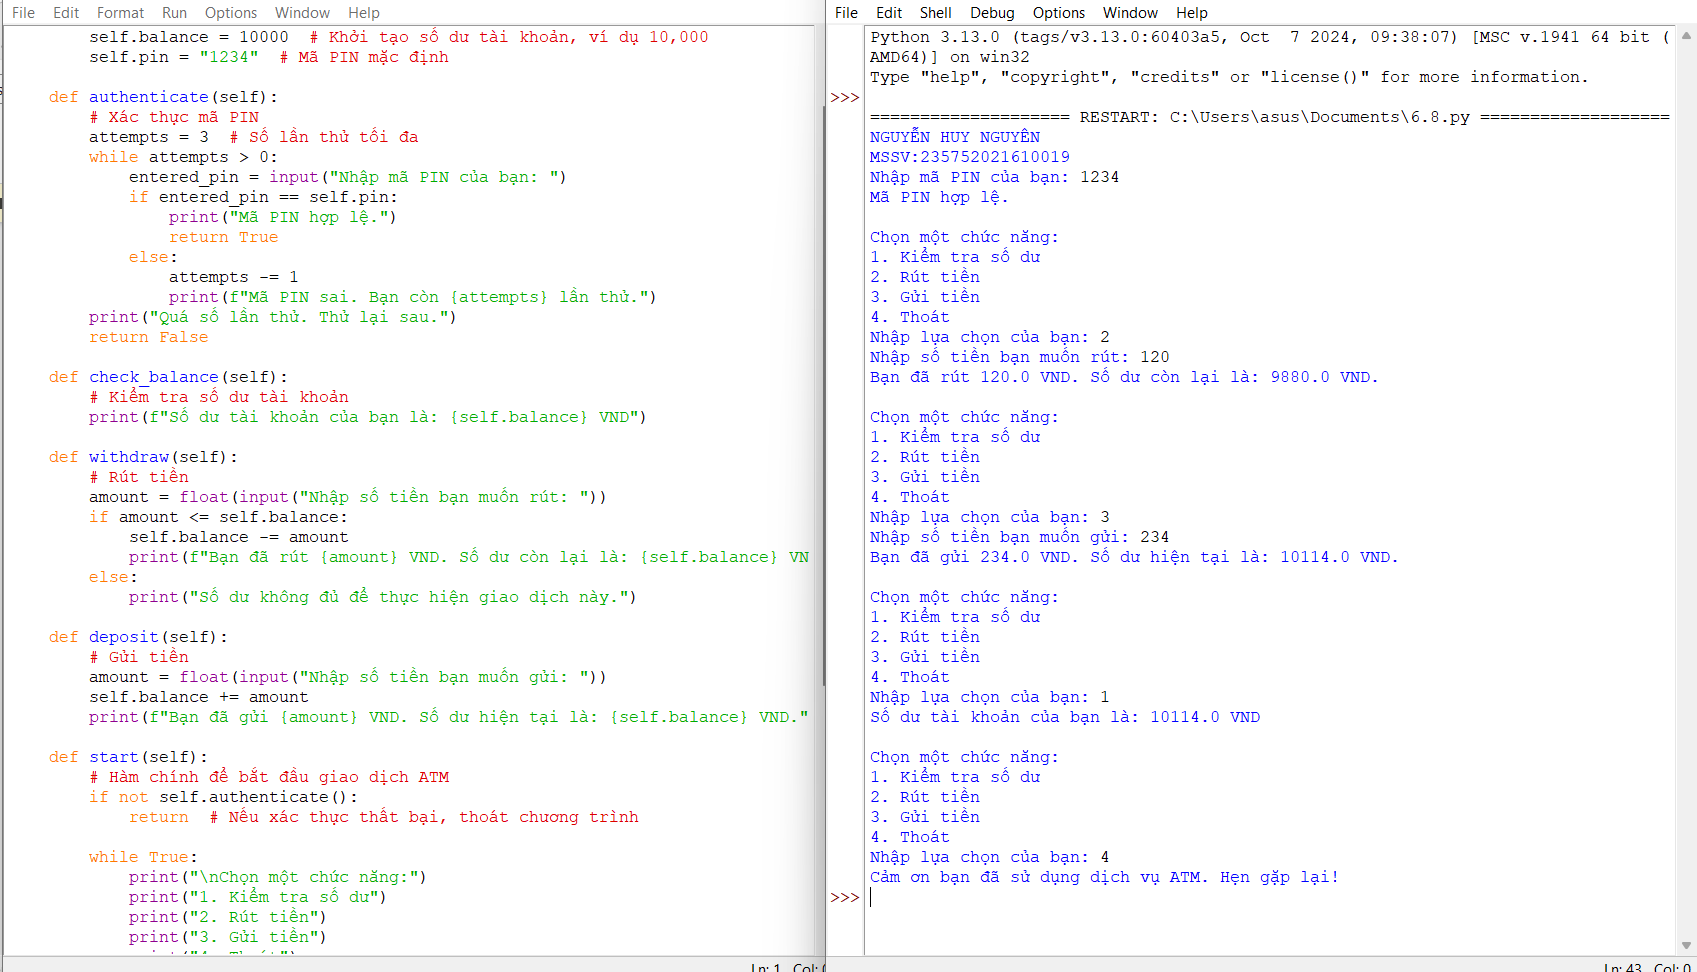 File Edit Format Run Options Window Help
self.balance = 10000  # Khởi tạo số dư tài khoản, ví dụ 10,000
self.pin = "1234"  # Mã PIN mặc định
def authenticate(self):
# Xác thực mã PIN
attempts = 3  # Số lần thử tối đa
while attempts > 0:
entered_pin = input("Nhập mã PIN của bạn: ")
if entered_pin == self.pin:
print("Mã PIN hợp lệ.")
return True
else:
attempts -= 1
print(f"Mã PIN sai. Bạn còn {attempts} lần thử.")
print("Quá số lần thử. Thử lại sau.")
return False
def check_balance(self):
# Kiểm tra số dư tài khoản
print(f"Số dư tài khoản của bạn là: {self.balance} VND")
def withdraw(self):
# Rút tiền
amount = float(input("Nhập số tiền bạn muốn rút: "))
if amount <= self.balance:
self.balance -= amount
print(f"Bạn đã rút {amount} VND. Số dư còn lại là: {self.balance} VN
else:
print("Số dư không đủ để thực hiện giao dịch này.")
def deposit(self):
# Gửi tiền
amount = float(input("Nhập số tiền bạn muốn gửi: "))
self.balance += amount
print(f"Bạn đã gửi {amount} VND. Số dư hiện tại là: {self.balance} VND."
def start(self):
# Hàm chính để bắt đầu giao dịch ATM
if not self.authenticate():
return  # Nếu xác thực thất bại, thoát chương trình
while True:
print("\nChọn một chức năng:")
print("1. Kiểm tra số dư")
print("2. Rút tiền")
print("3. Gửi tiền")
Ln: 1 Col:
File Edit Shell Debug Options Window Help
Python 3.13.0 (tags/v3.13.0:60403a5, Oct  7 2024, 09:38:07) [MSC v.1941 64 bit (
AMD64)] on win32
Type "help", "copyright", "credits" or "license()" for more information.
>>>
=================== RESTART: C:\Users\asus\Documents\6.8.py ===================
NGUYỄN HUY NGUYÊN
MSSV:235752021610019
Nhập mã PIN của bạn: 1234
Mã PIN hợp lệ.
Chọn một chức năng:
1. Kiểm tra số dư
2. Rút tiền
3. Gửi tiền
4. Thoát
Nhập lựa chọn của bạn: 2
Nhập số tiền bạn muốn rút: 120
Bạn đã rút 120.0 VND. Số dư còn lại là: 9880.0 VND.
Chọn một chức năng:
1. Kiểm tra số dư
2. Rút tiền
3. Gửi tiền
4. Thoát
Nhập lựa chọn của bạn: 3
Nhập số tiền bạn muốn gửi: 234
Bạn đã gửi 234.0 VND. Số dư hiện tại là: 10114.0 VND.
Chọn một chức năng:
1. Kiểm tra số dư
2. Rút tiền
3. Gửi tiền
4. Thoát
Nhập lựa chọn của bạn: 1
Số dư tài khoản của bạn là: 10114.0 VND
Chọn một chức năng:
1. Kiểm tra số dư
2. Rút tiền
3. Gửi tiền
4. Thoát
Nhập lựa chọn của bạn: 4
Cảm ơn bạn đã sử dụng dịch vụ ATM. Hẹn gặp lại!
>>>
Ln: 43 Col: 0